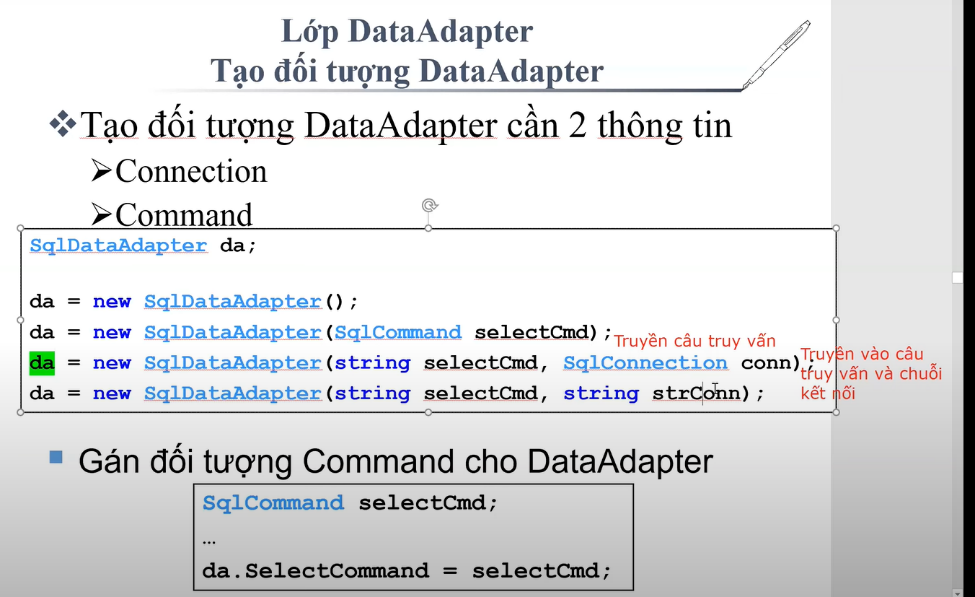 Lớp DataAdapter
Tạo đối tượng DataAdapter
Tạo đối tượng DataAdapter cần 2 thông tin
Connection
Command
SqlDataAdapter da;
da = new SqlDataAdapter();
da = new SqlDataAdapter(SqlCommand selectCmd);
Truyền câu truy vấn
da = new SqlDataAdapter(string selectCmd, SqlConnection conn);
Truyền vào câu
truy vấn và chuỗi
kết nối
da = new SqlDataAdapter(string selectCmd, string strConn);
Gán đối tượng Command cho DataAdapter
SqlCommand selectCmd;
…
da.SelectCommand = selectCmd;